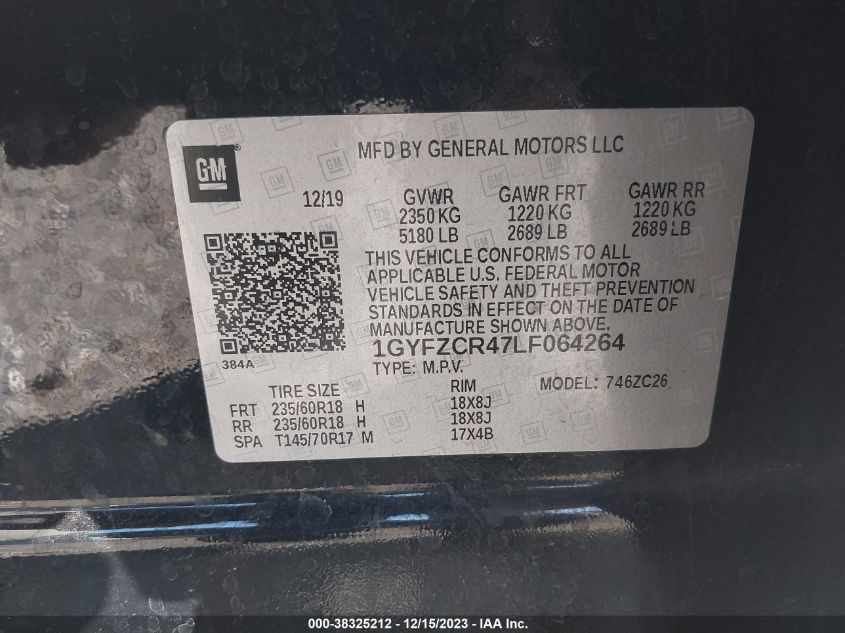 GM
MFD BY GENERAL MOTORS LLC
12/19
GVWR GAWR FRT GAWR RR
2350 KG 1220 KG 1220 KG
5180 LB 2689 LB 2689 LB
THIS VEHICLE CONFORMS TO ALL
APPLICABLE U.S. FEDERAL MOTOR
VEHICLE SAFETY AND THEFT PREVENTION
STANDARDS IN EFFECT ON THE DATE OF
MANUFACTURE SHOWN ABOVE.
384A
1GYFZCR47LF064264
TYPE: M.P.V.
MODEL: 746ZC26
TIRE SIZE RIM
FRT 235/60R18 H 18X8J
RR 235/60R18 H 18X8J
SPA T145/70R17 M 17X4B
000-38325212 - 12/15/2023 - IAA Inc.